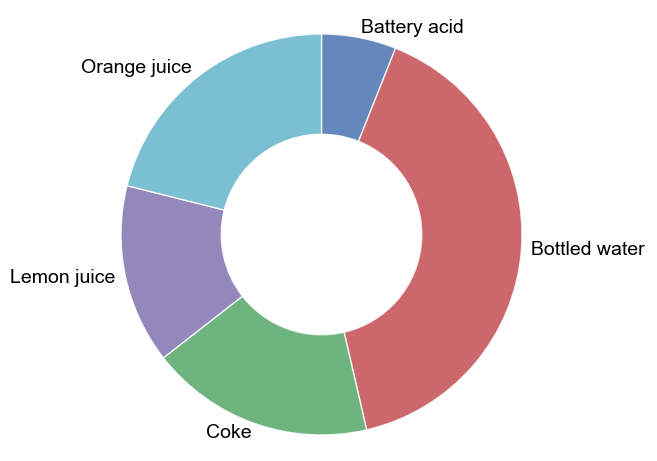 Battery acid
Orange juice
Bottled water
Lemon juice
Coke